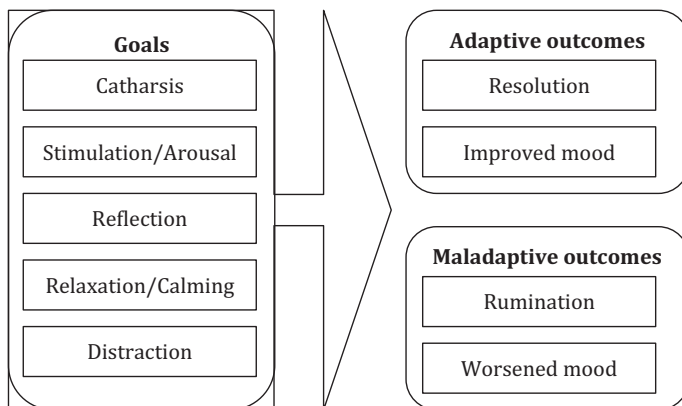 Goals
Catharsis
Stimulation/Arousal
Reflection
Relaxation/Calming
Distraction
Adaptive outcomes
Resolution
Improved mood
Maladaptive outcomes
Rumination
Worsened mood